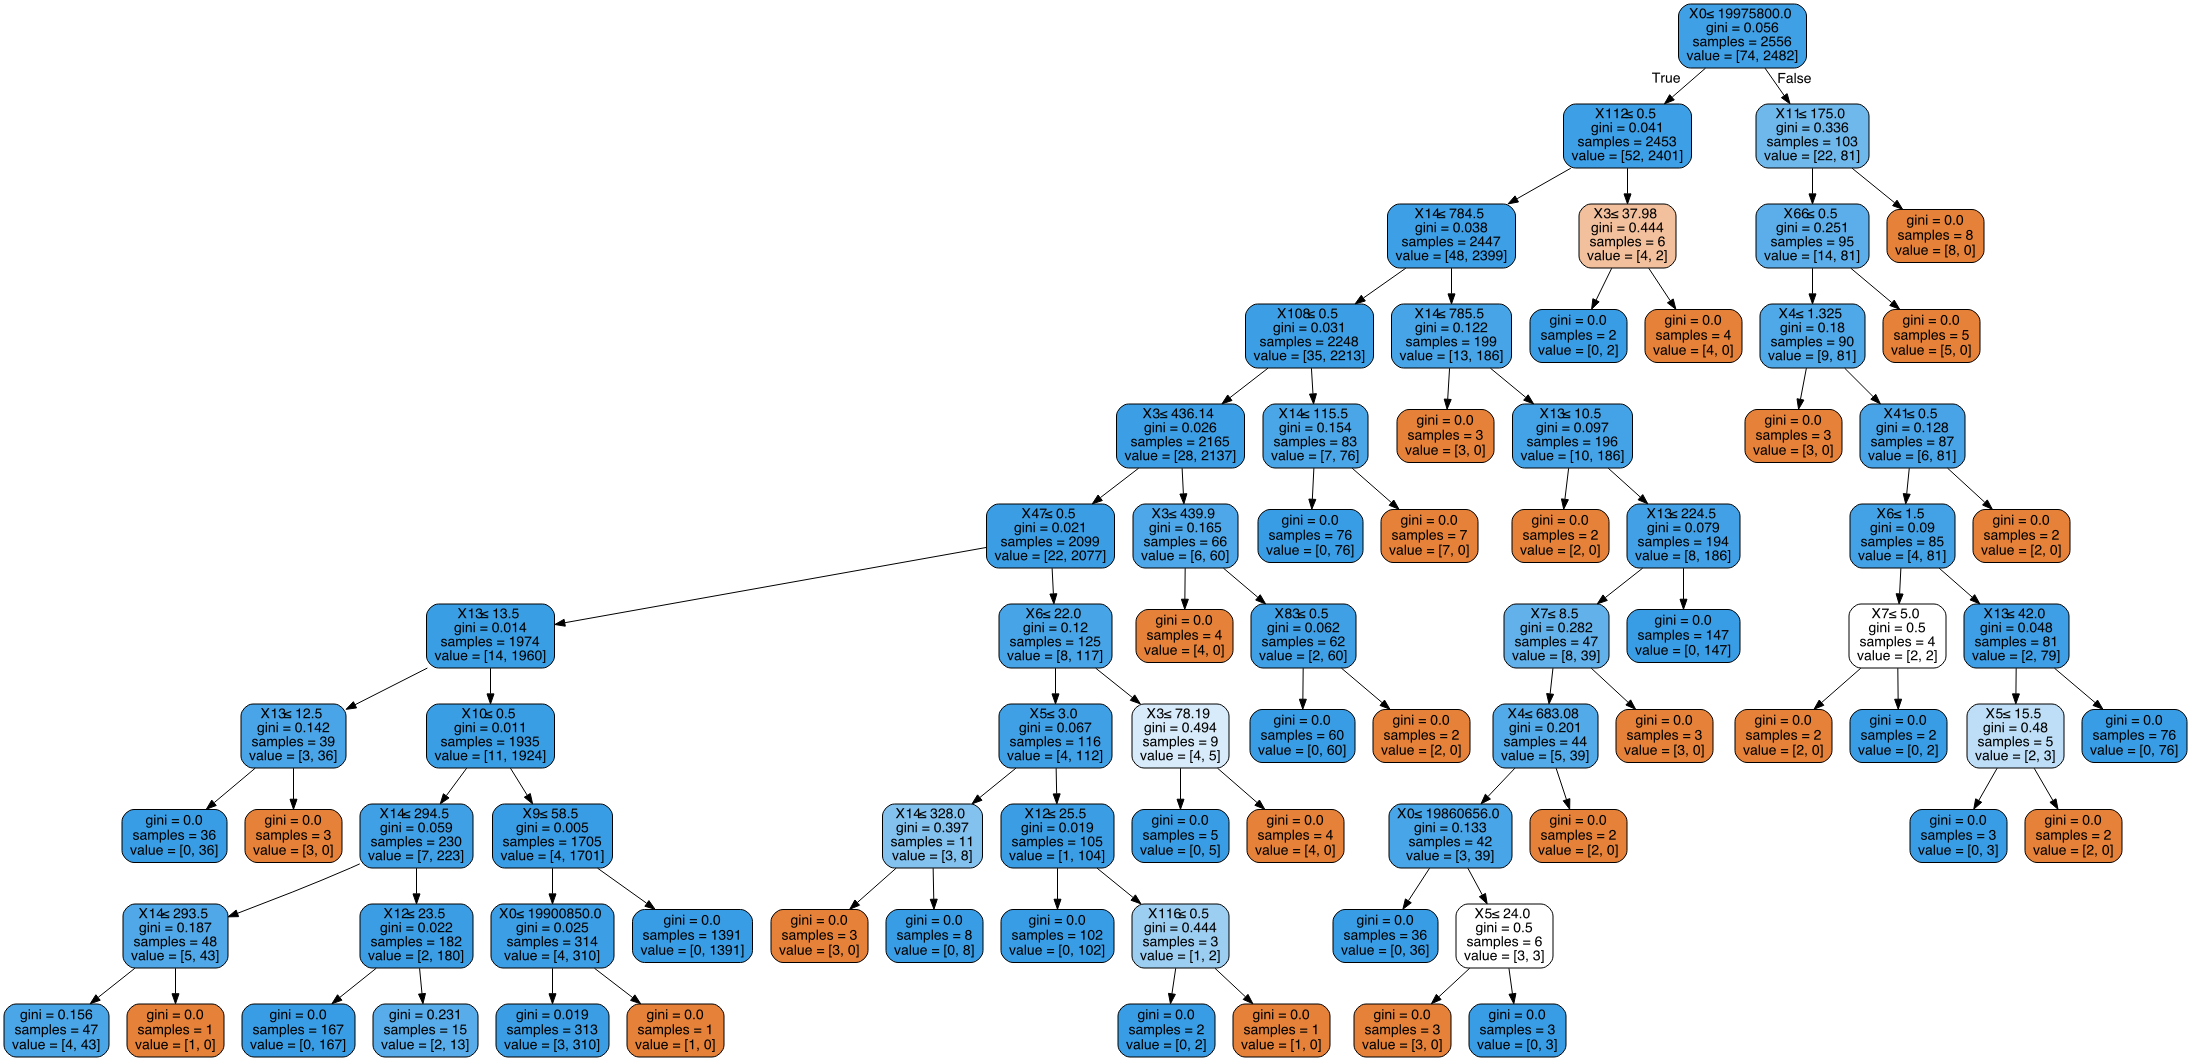 X0≤ 19975800.0
gini = 0.056
samples = 2556
value = [74, 2482]
True
False
X112≤ 0.5
gini = 0.041
samples = 2453
value = [52, 2401]
X11≤ 175.0
gini = 0.336
samples = 103
value = [22, 81]
X14≤ 784.5
gini = 0.038
samples = 2447
value = [48, 2399]
X3≤ 37.98
gini = 0.444
samples = 6
value = [4, 2]
X66≤ 0.5
gini = 0.251
samples = 95
value = [14, 81]
gini = 0.0
samples = 8
value = [8, 0]
X108≤ 0.5
gini = 0.031
samples = 2248
value = [35, 2213]
X14≤ 785.5
gini = 0.122
samples = 199
value = [13, 186]
gini = 0.0
samples = 2
value = [0, 2]
gini = 0.0
samples = 4
value = [4, 0]
X4≤ 1.325
gini = 0.18
samples = 90
value = [9, 81]
gini = 0.0
samples = 5
value = [5, 0]
X3≤ 436.14
gini = 0.026
samples = 2165
value = [28, 2137]
X14≤ 115.5
gini = 0.154
samples = 83
value = [7, 76]
gini = 0.0
samples = 3
value = [3, 0]
X13≤ 10.5
gini = 0.097
samples = 196
value = [10, 186]
gini = 0.0
samples = 3
value = [3, 0]
X41≤ 0.5
gini = 0.128
samples = 87
value = [6, 81]
X47≤ 0.5
gini = 0.021
samples = 2099
value = [22, 2077]
X3≤ 439.9
gini = 0.165
samples = 66
value = [6, 60]
gini = 0.0
samples = 76
value = [0, 76]
gini = 0.0
samples = 7
value = [7, 0]
gini = 0.0
samples = 2
value = [2, 0]
X13≤ 224.5
gini = 0.079
samples = 194
value = [8, 186]
X6≤ 1.5
gini = 0.09
samples = 85
value = [4, 81]
gini = 0.0
samples = 2
value = [2, 0]
X13≤ 13.5
gini = 0.014
samples = 1974
value = [14, 1960]
X6≤ 22.0
gini = 0.12
samples = 125
value = [8, 117]
gini = 0.0
samples = 4
value = [4, 0]
X83≤ 0.5
gini = 0.062
samples = 62
value = [2, 60]
X7≤ 8.5
gini = 0.282
samples = 47
value = [8, 39]
gini = 0.0
samples = 147
value = [0, 147]
X7≤ 5.0
gini = 0.5
samples = 4
value = [2, 2]
X13≤ 42.0
gini = 0.048
samples = 81
value = [2, 79]
X13≤ 12.5
gini = 0.142
samples = 39
value = [3, 36]
X10≤ 0.5
gini = 0.011
samples = 1935
value = [11, 1924]
X5≤ 3.0
gini = 0.067
samples = 116
value = [4, 112]
X3≤ 78.19
gini = 0.494
samples = 9
value = [4, 5]
gini = 0.0
samples = 60
value = [0, 60]
gini = 0.0
samples = 2
value = [2, 0]
X4≤ 683.08
gini = 0.201
samples = 44
value = [5, 39]
gini = 0.0
samples = 3
value = [3, 0]
gini = 0.0
samples = 2
value = [2, 0]
gini = 0.0
samples = 2
value = [0, 2]
X5≤ 15.5
gini = 0.48
samples = 5
value = [2, 3]
gini = 0.0
samples = 76
value = [0, 76]
gini = 0.0
samples = 36
value = [0, 36]
gini = 0.0
samples = 3
value = [3, 0]
X14≤ 294.5
gini = 0.059
samples = 230
value = [7, 223]
X9≤ 58.5
gini = 0.005
samples = 1705
value = [4, 1701]
X14≤ 328.0
gini = 0.397
samples = 11
value = [3, 8]
X12≤ 25.5
gini = 0.019
samples = 105
value = [1, 104]
gini = 0.0
samples = 5
value = [0, 5]
gini = 0.0
samples = 4
value = [4, 0]
X0≤ 19860656.0
gini = 0.133
samples = 42
value = [3, 39]
gini = 0.0
samples = 2
value = [2, 0]
gini = 0.0
samples = 3
value = [0, 3]
gini = 0.0
samples = 2
value = [2, 0]
X14≤ 293.5
gini = 0.187
samples = 48
value = [5, 43]
X12≤ 23.5
gini = 0.022
samples = 182
value = [2, 180]
X0≤ 19900850.0
gini = 0.025
samples = 314
value = [4, 310]
gini = 0.0
samples = 1391
value = [0, 1391]
gini = 0.0
samples = 3
value = [3, 0]
gini = 0.0
samples = 8
value = [0, 8]
gini = 0.0
samples = 102
value = [0, 102]
X116≤ 0.5
gini = 0.444
samples = 3
value = [1, 2]
gini = 0.0
samples = 36
value = [0, 36]
X5≤ 24.0
gini = 0.5
samples = 6
value = [3, 3]
gini = 0.156
samples = 47
value = [4, 43]
gini = 0.0
samples = 1
value = [1, 0]
gini = 0.0
samples = 167
value = [0, 167]
gini = 0.231
samples = 15
value = [2, 13]
gini = 0.019
samples = 313
value = [3, 310]
gini = 0.0
samples = 1
value = [1, 0]
gini = 0.0
samples = 2
value = [0, 2]
gini = 0.0
samples = 1
value = [1, 0]
gini = 0.0
samples = 3
value = [3, 0]
gini = 0.0
samples = 3
value = [0, 3]